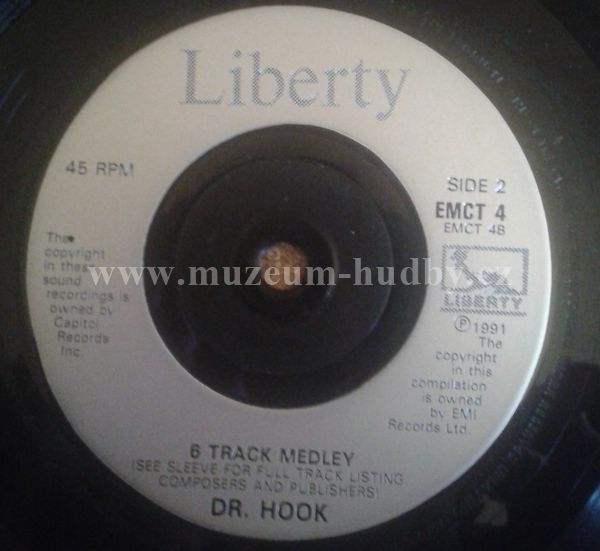 Liberty
45 RPM
SIDE 2
EMCT 4
EMCT 4B
The
copyright
in these
sound
recordings is
owned by
Capitol
Records
Inc.
www.muzeum-hudby.cz
LIBERTY
℗ 1991
The
copyright
in this
compilation
is owned
by EMI
Records Ltd.
6 TRACK MEDLEY
(SEE SLEEVE FOR FULL TRACK LISTING
COMPOSERS AND PUBLISHERS)
DR. HOOK